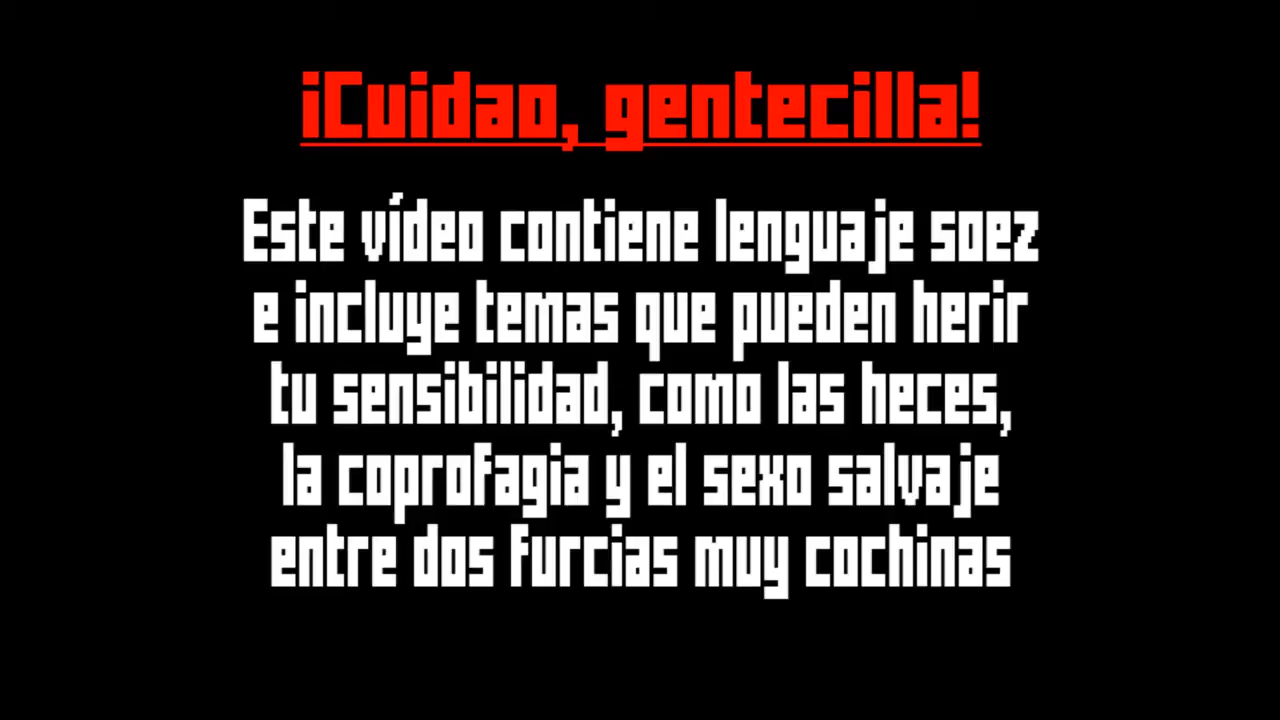 ¡Cuidao, gentecilla!
Este vídeo contiene lenguaje soez
e incluye temas que pueden herir
tu sensibilidad, como las heces,
la coprofagia y el sexo salvaje
entre dos furcias muy cochinas